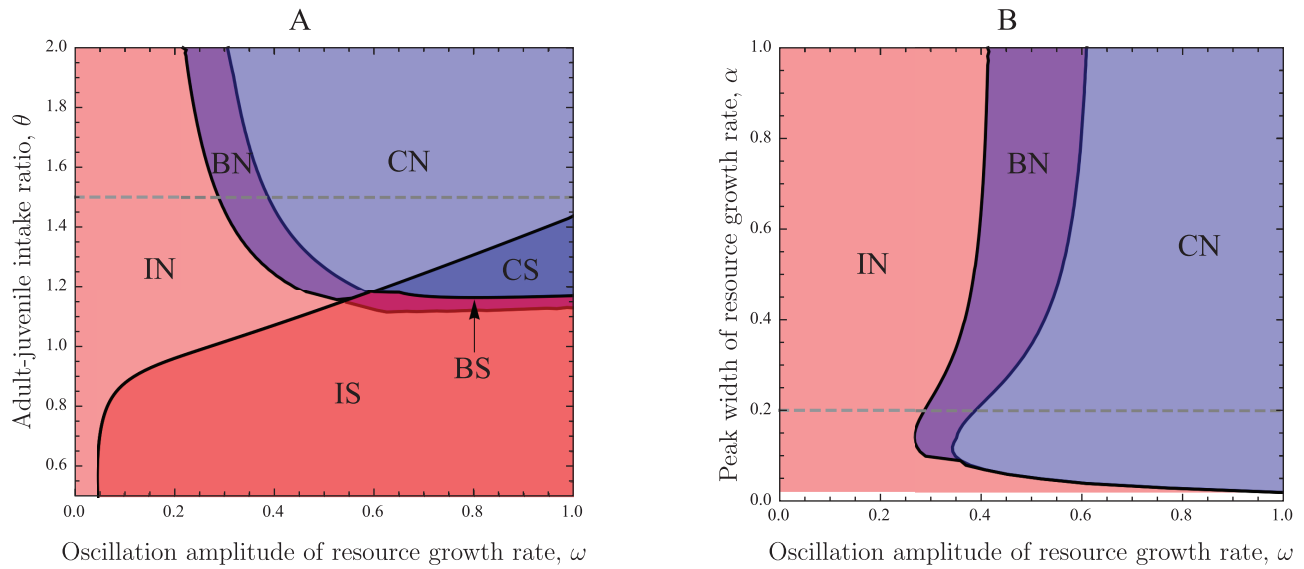 A
2.0
1.8
1.6
1.4
1.2
1.0
0.8
0.6
Adult-juvenile intake ratio, θ
BN
CN
IN
CS
BS
IS
0.0 0.2 0.4 0.6 0.8 1.0
Oscillation amplitude of resource growth rate, ω
B
1.0
0.8
0.6
0.4
0.2
0.0
Peak width of resource growth rate, α
BN
CN
IN
0.0 0.2 0.4 0.6 0.8 1.0
Oscillation amplitude of resource growth rate, ω